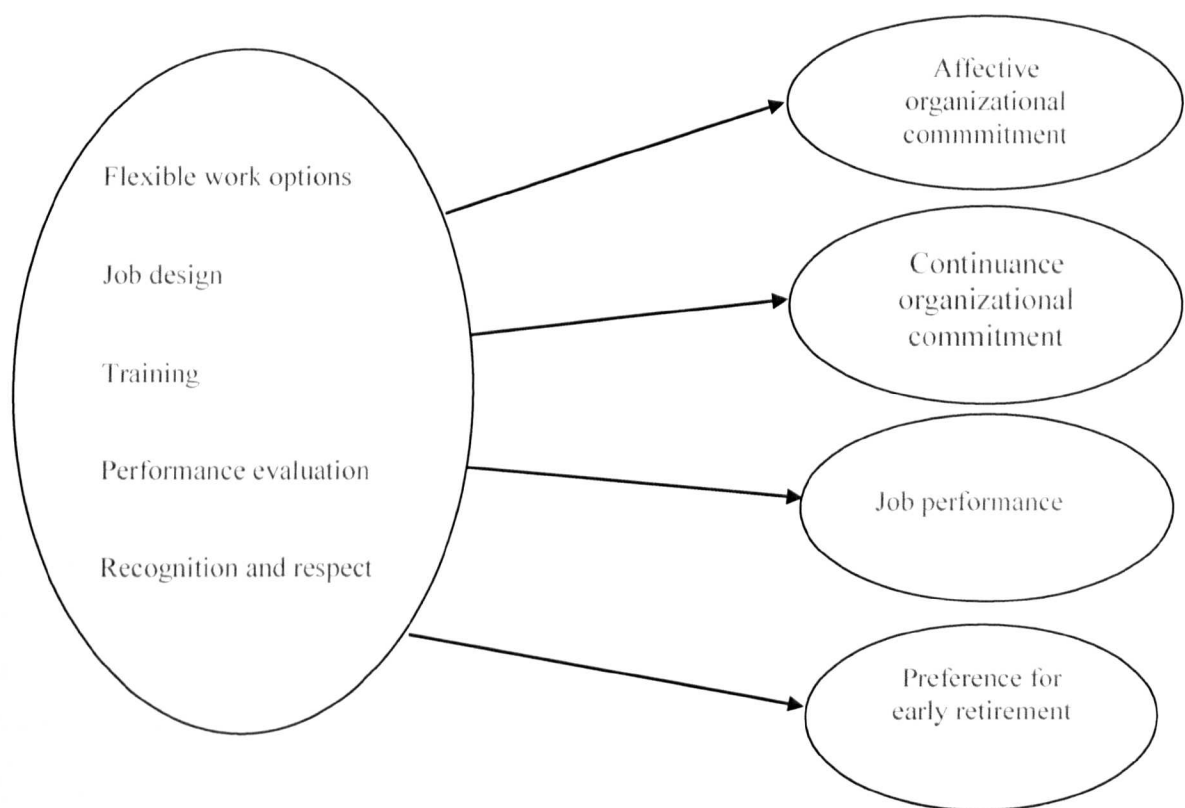 Flexible work options
Job design
Training
Performance evaluation
Recognition and respect
Affective
organizational
commmitment
Continuance
organizational
commitment
Job performance
Preference for
early retirement